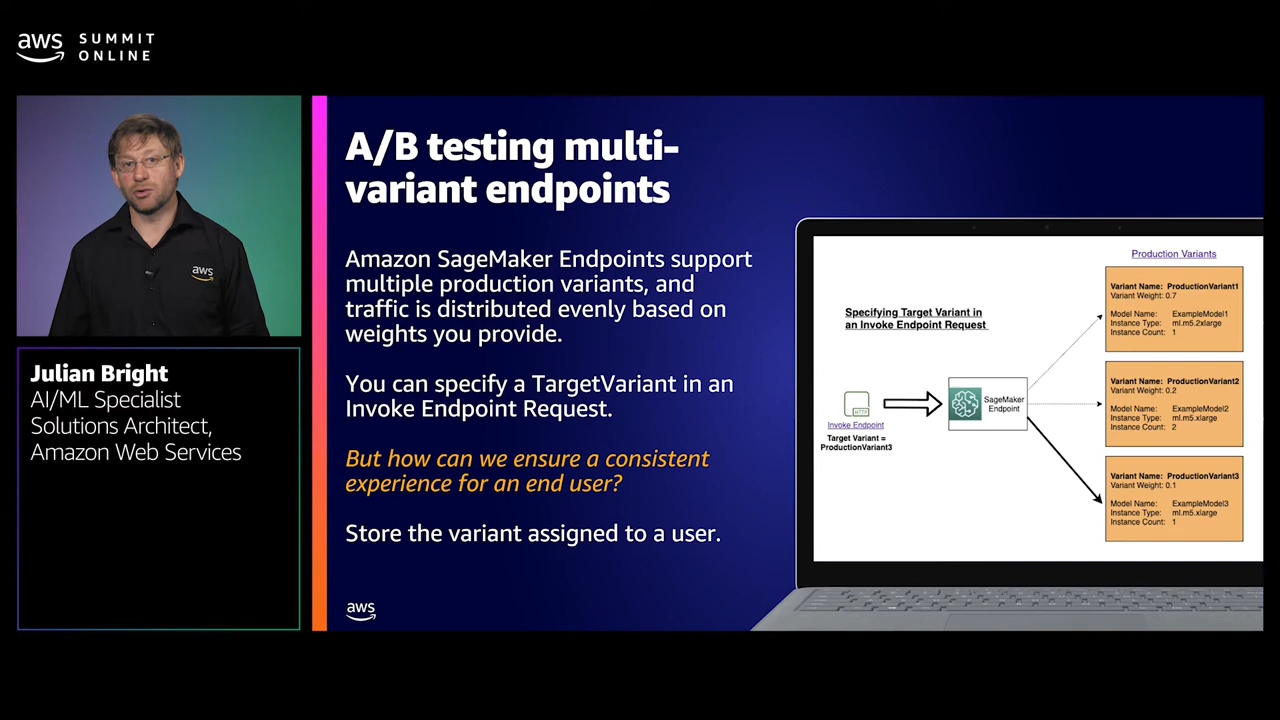 aws SUMMIT
ONLINE
aws
Julian Bright
AI/ML Specialist
Solutions Architect,
Amazon Web Services
A/B testing multi-
variant endpoints
Amazon SageMaker Endpoints support
multiple production variants, and
traffic is distributed evenly based on
weights you provide.
You can specify a TargetVariant in an
Invoke Endpoint Request.
But how can we ensure a consistent
experience for an end user?
Store the variant assigned to a user.
aws
Specifying Target Variant in
an Invoke Endpoint Request
HTTP
Invoke Endpoint
Target Variant =
ProductionVariant3
SageMaker
Endpoint
Production Variants
Variant Name: ProductionVariant1
Variant Weight: 0.7
Model Name: ExampleModel1
Instance Type: ml.m5.2xlarge
Instance Count: 1
Variant Name: ProductionVariant2
Variant Weight: 0.2
Model Name: ExampleModel2
Instance Type: ml.m5.xlarge
Instance Count: 2
Variant Name: ProductionVariant3
Variant Weight: 0.1
Model Name: ExampleModel3
Instance Type: ml.m5.xlarge
Instance Count: 1